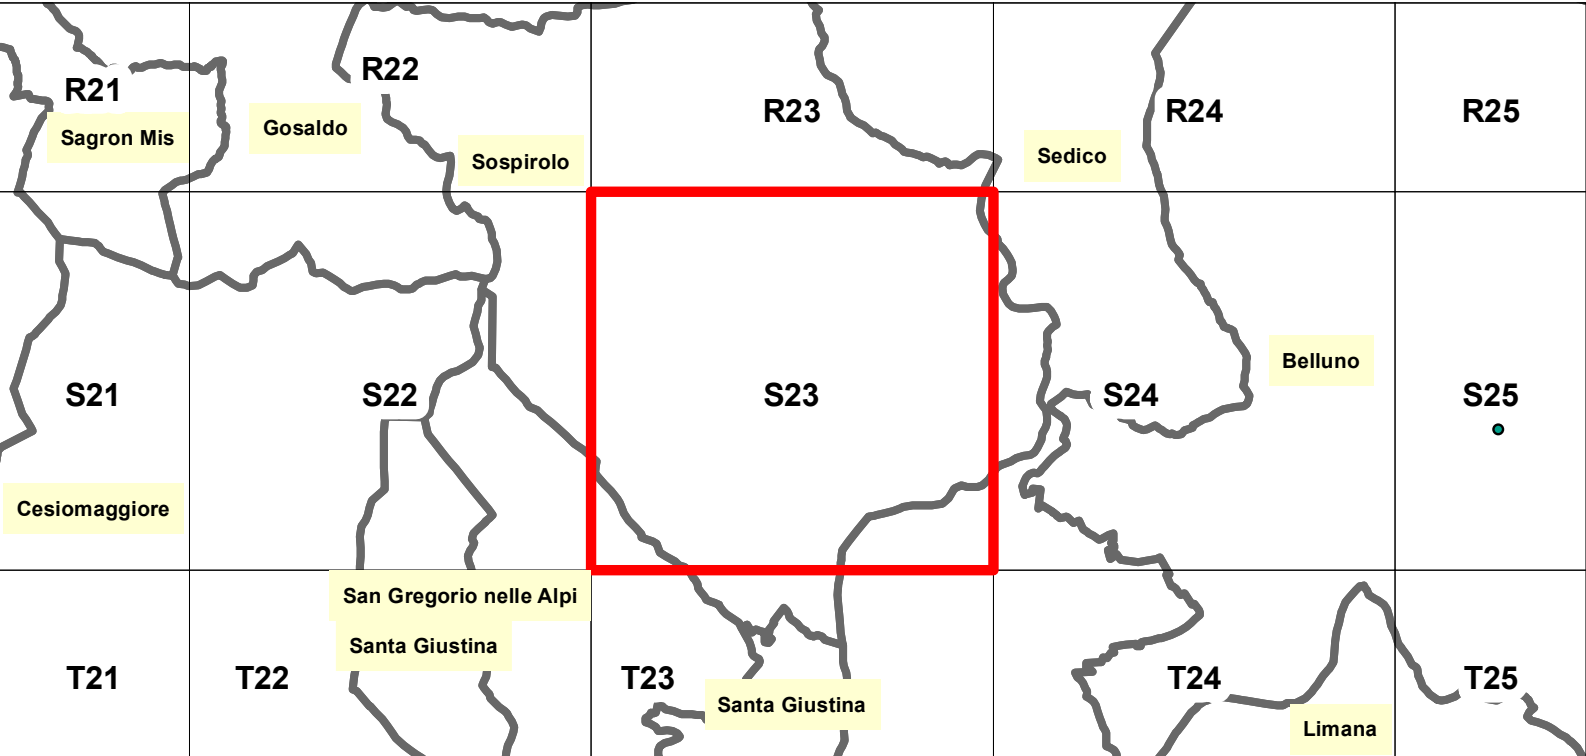 R21
R22
R23
R24
R25
Sagron Mis
Gosaldo
Sospirolo
Sedico
S21
S22
S23
S24
S25
Belluno
Cesiomaggiore
San Gregorio nelle Alpi
Santa Giustina
T21
T22
T23
T24
T25
Santa Giustina
Limana